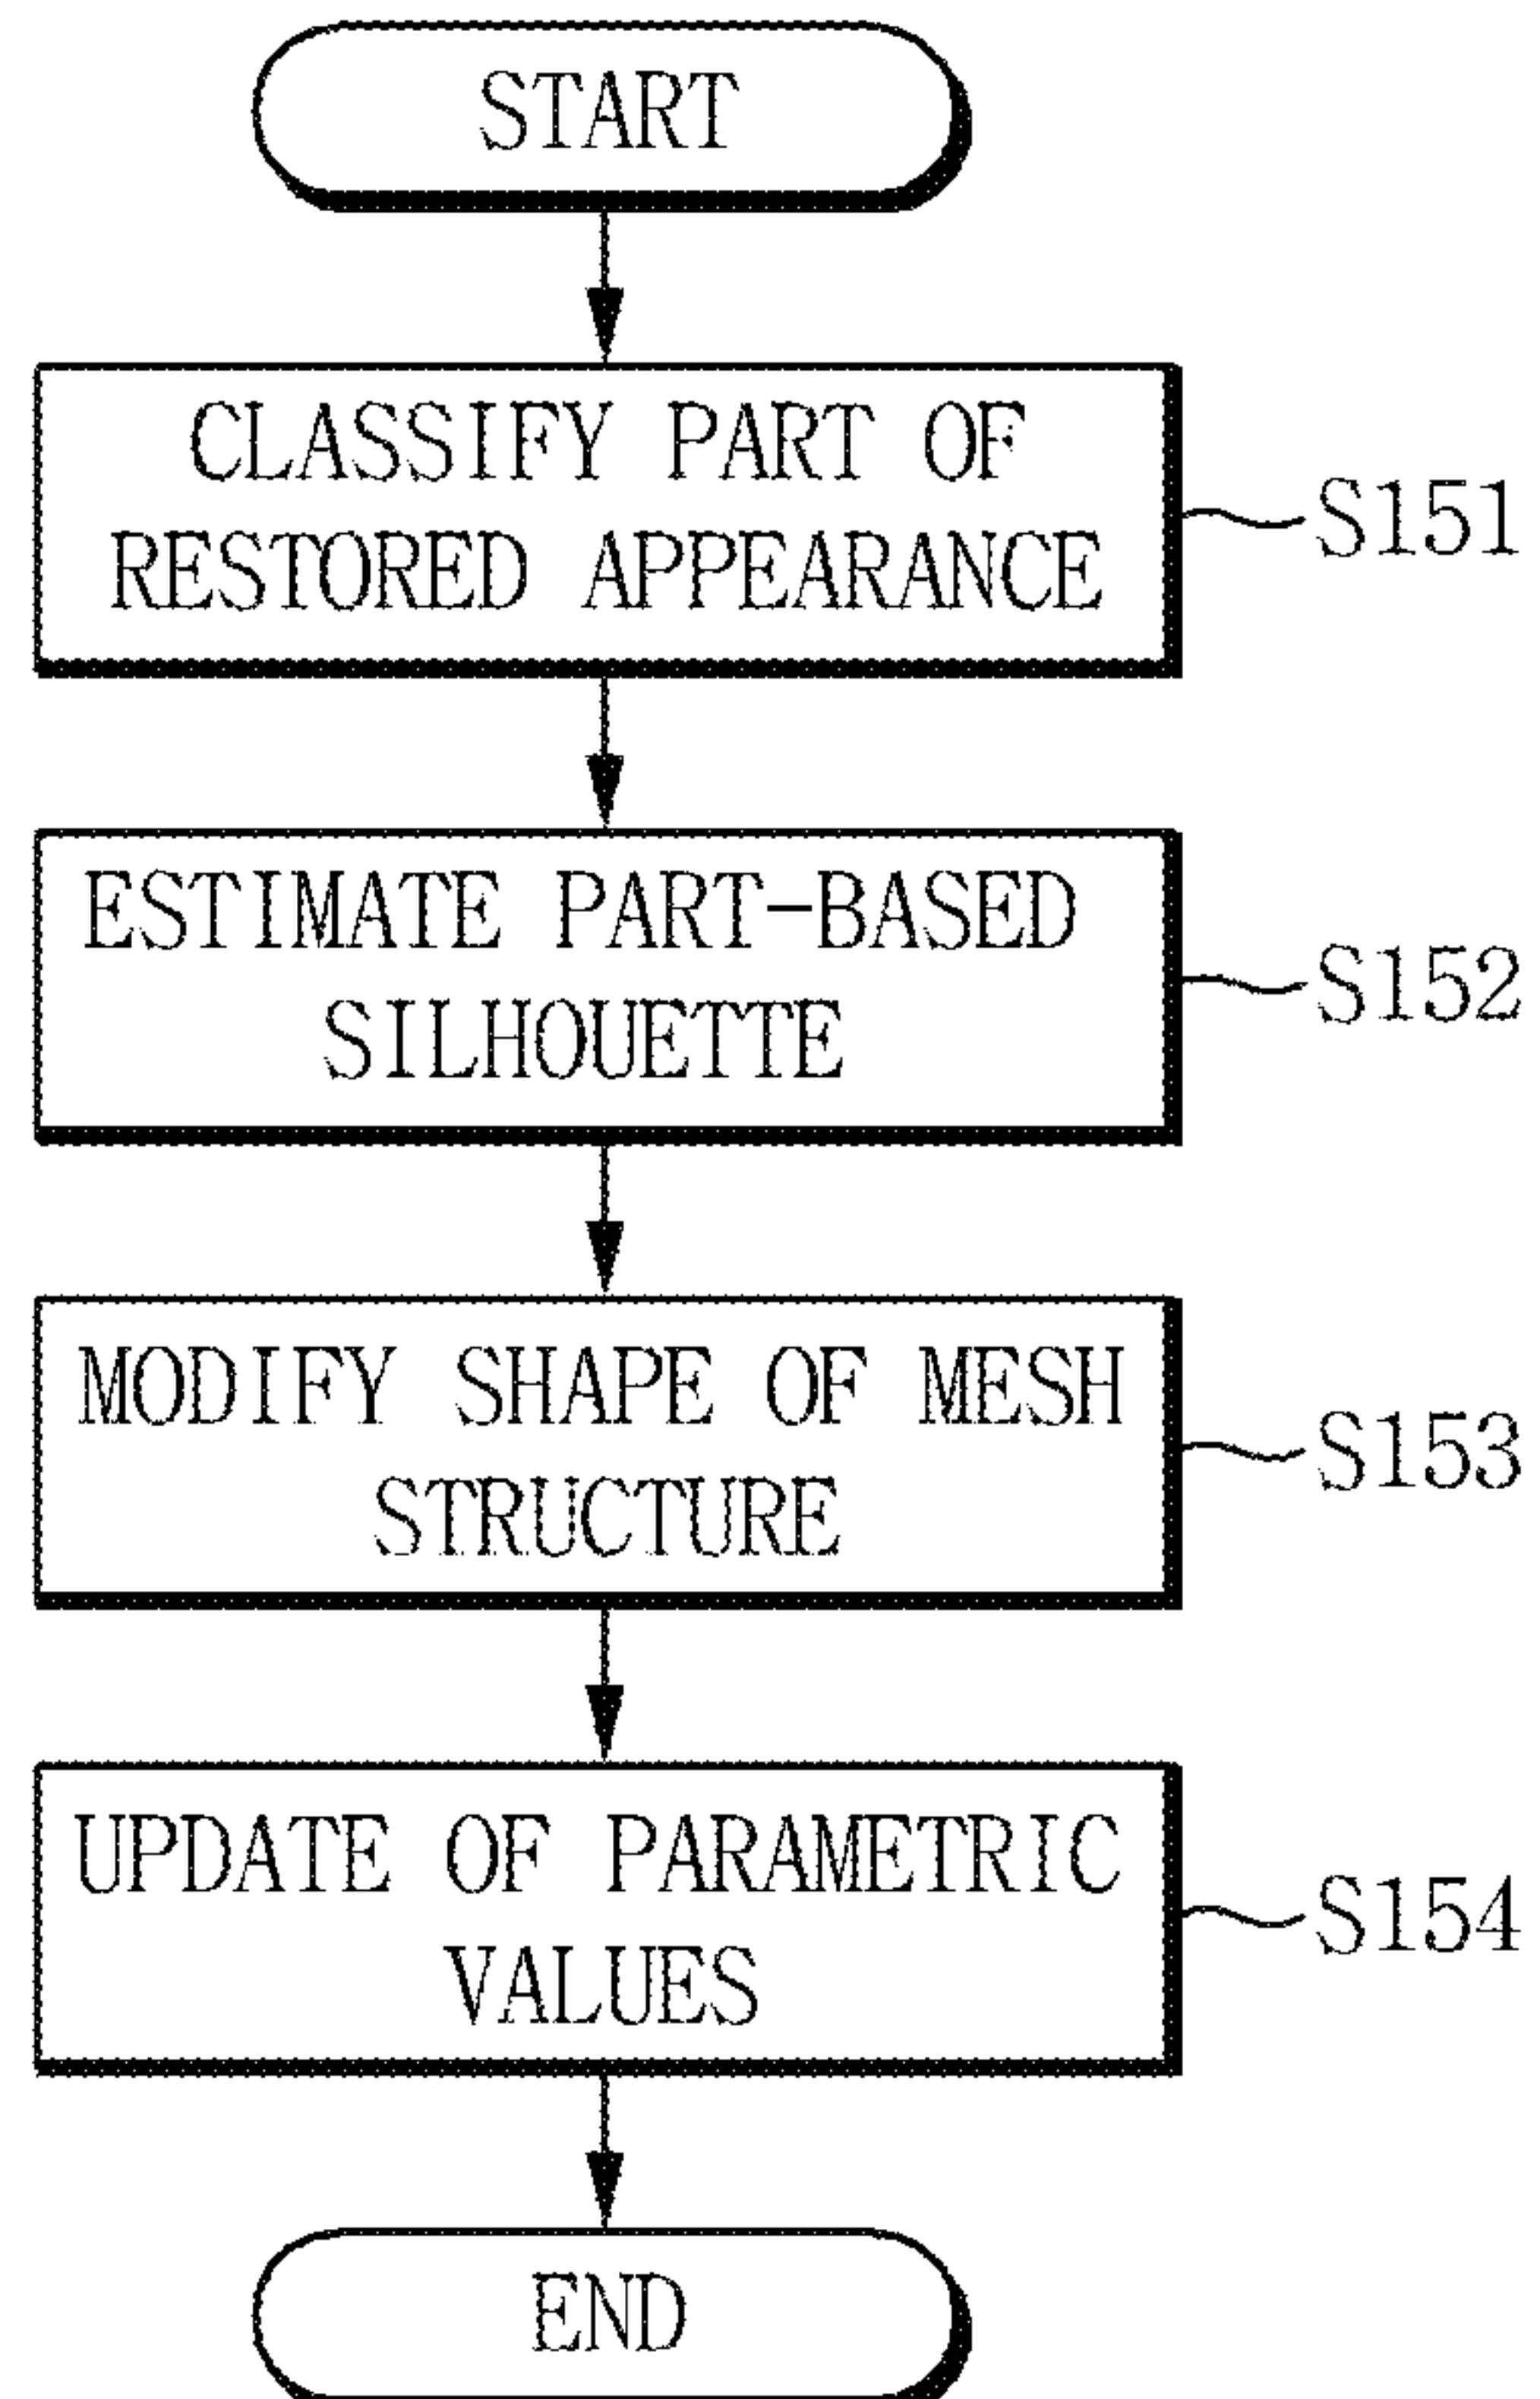 START
CLASSIFY PART OF
RESTORED APPEARANCE
S151
ESTIMATE PART-BASED
SILHOUETTE
S152
MODIFY SHAPE OF MESH
STRUCTURE
S153
UPDATE OF PARAMETRIC
VALUES
S154
END